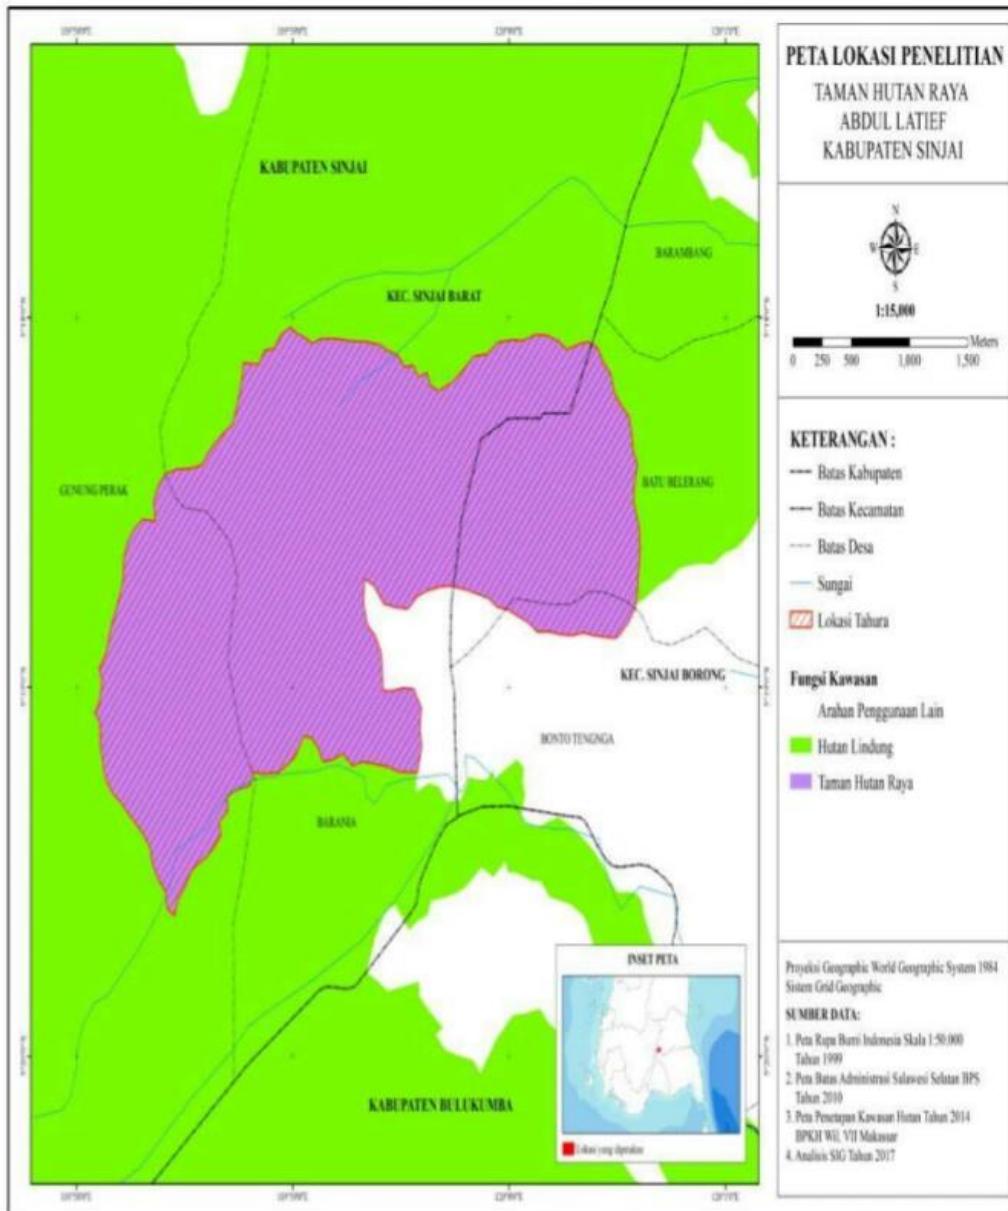 PETA LOKASI PENELITIAN
TAMAN HUTAN RAYA
ABDUL LATIEF
KABUPATEN SINJAI
N
W E
S
1:15,000
Meters
0 250 500 1,000 1,500
KETERANGAN :
Batas Kabupaten
Batas Kecamatan
Batas Desa
Sungai
Lokasi Tahura
Fungsi Kawasan
Arahan Penggunaan Lain
Hutan Lindung
Taman Hutan Raya
Proyeksi Geographic World Geographic System 1984
Sistem Grid Geographic
SUMBER DATA:
1. Peta Rupa Bumi Indonesia Skala 1:50.000
Tahun 1999
2. Peta Batas Administrasi Sulawesi Selatan BPS
Tahun 2010
3. Peta Penetapan Kawasan Hutan Tahun 2014
BPKH Wil. VII Makassar
4. Analisis SIG Tahun 2017
KABUPATEN SINJAI
BARAMBANG
KEC. SINJAI BARAT
GUNUNG PERAK
BATU BELERANG
KEC. SINJAI BORONG
BONTO TENGNGA
BARANIA
KABUPATEN BULUKUMBA
INSET PETA
Lokasi yang dipetakan